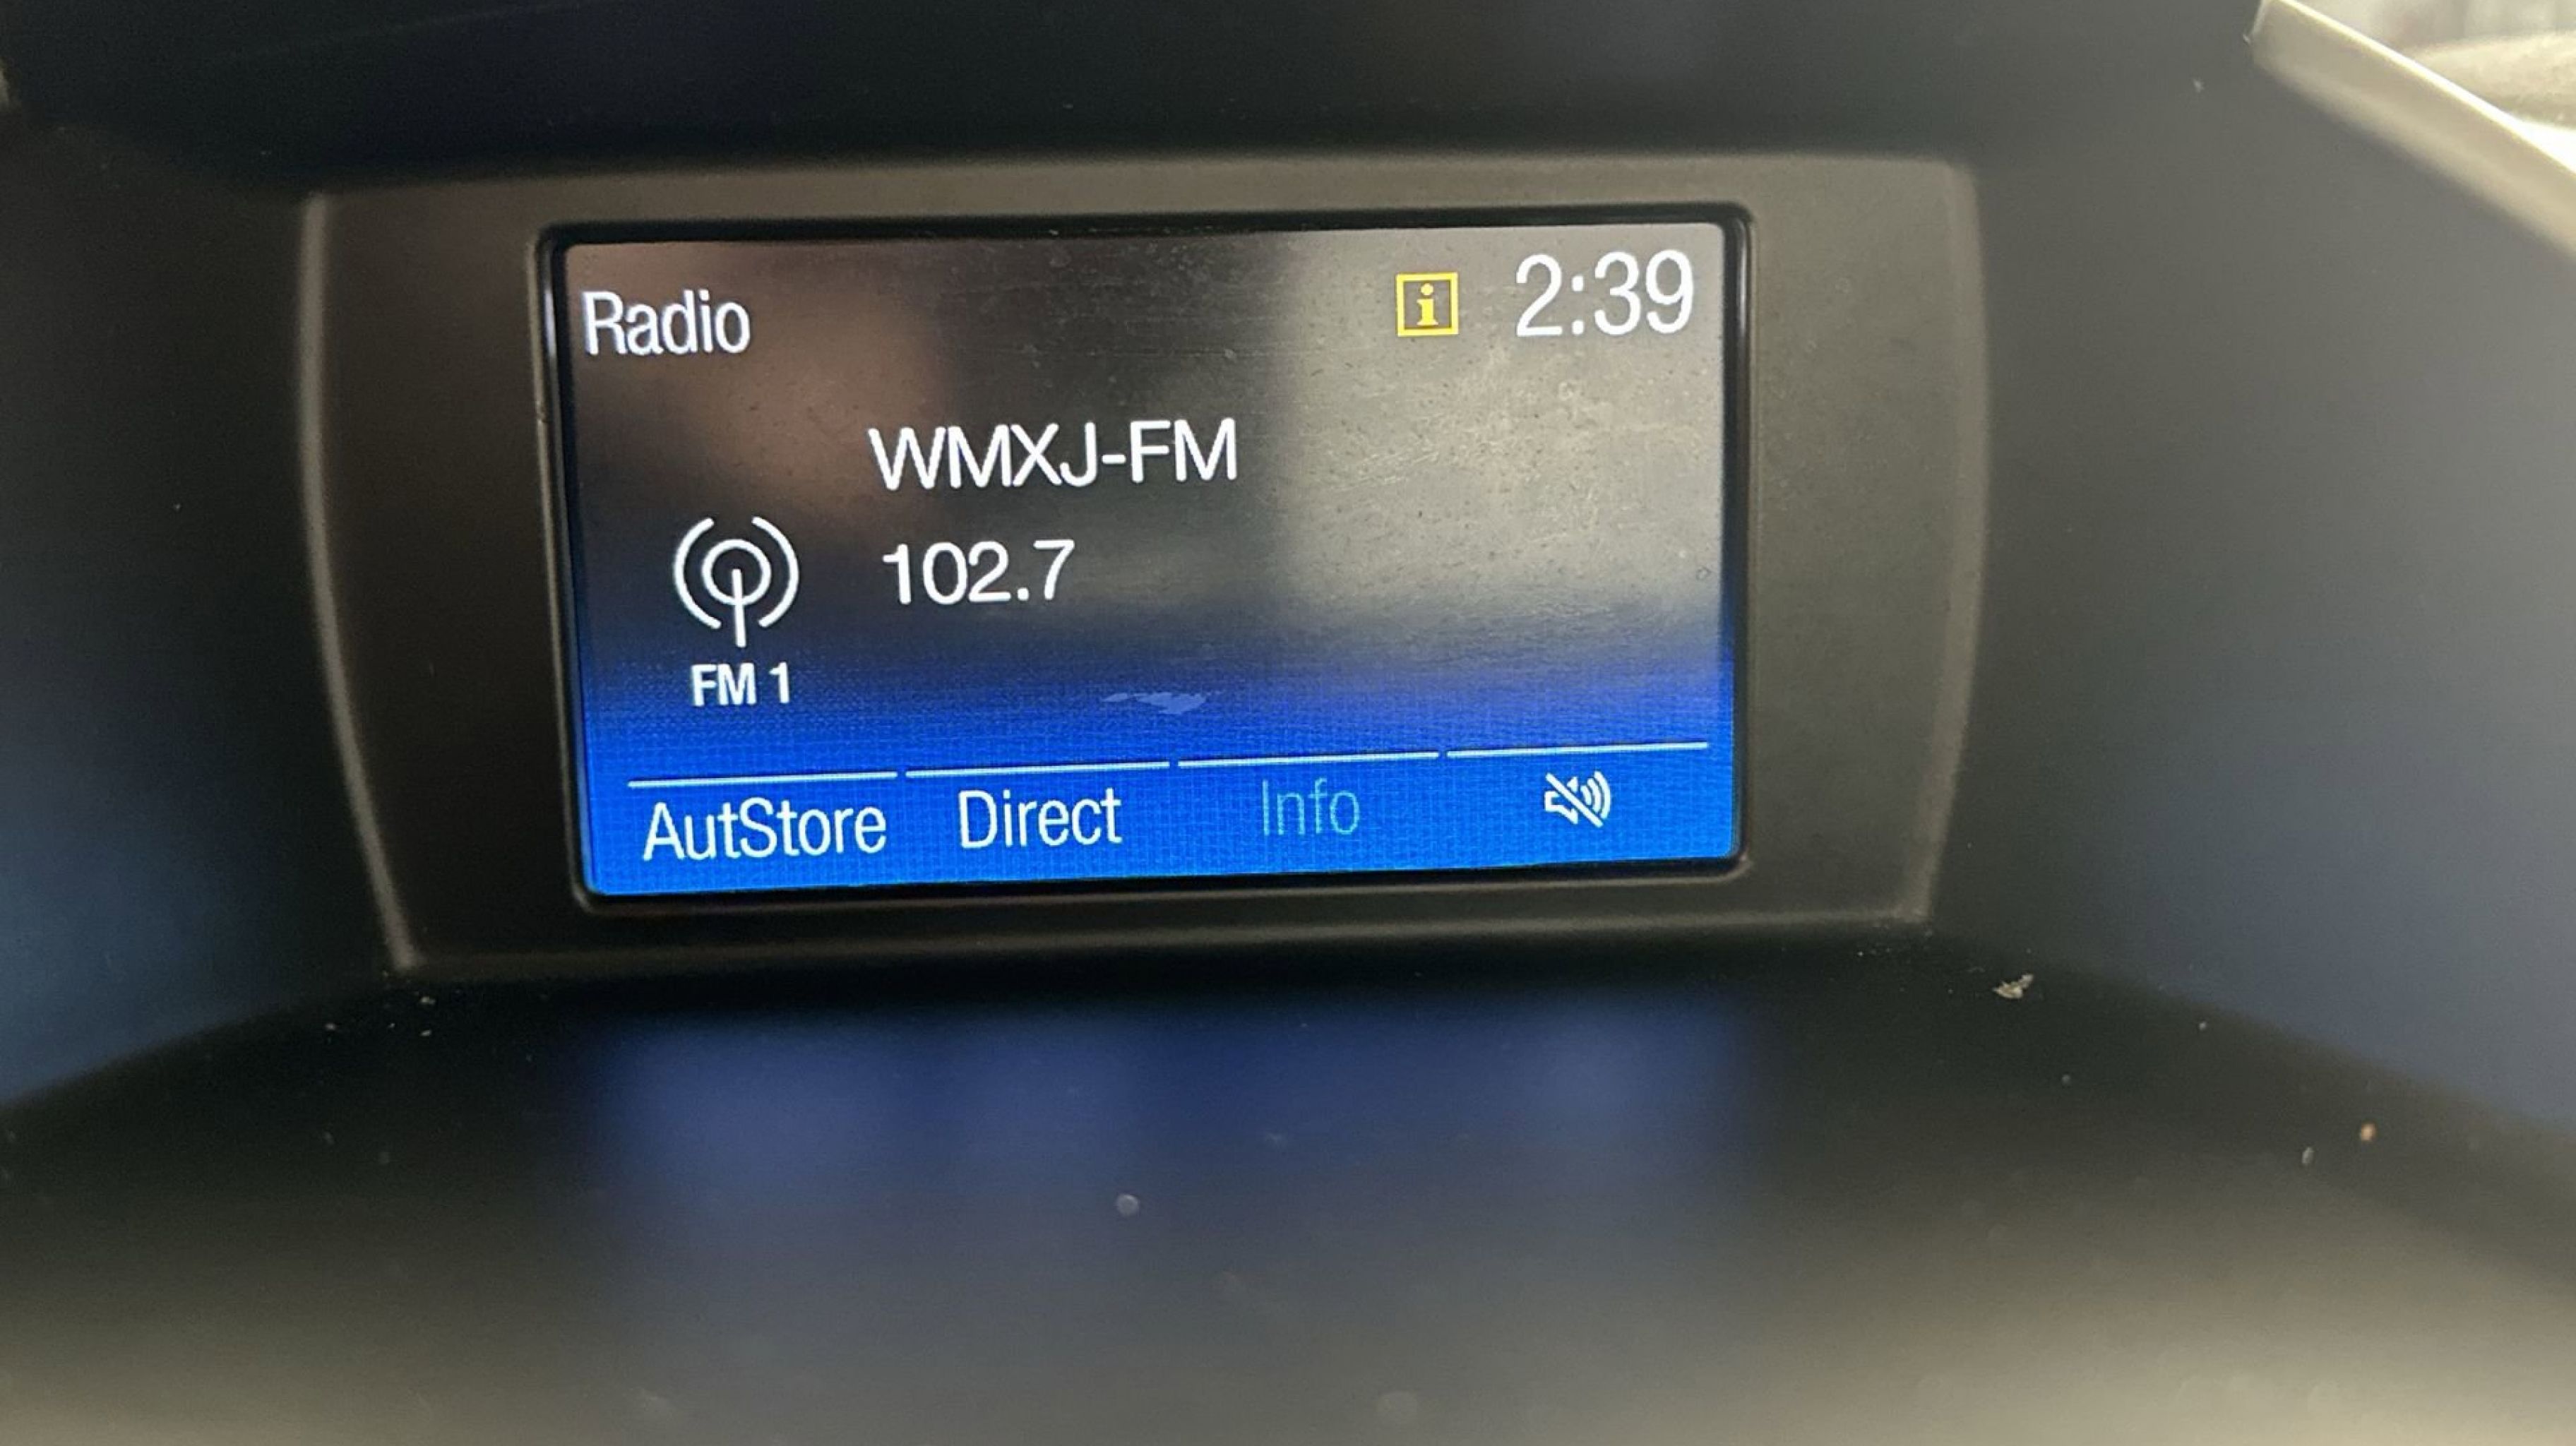 Radio
i 2:39
WMXJ-FM
102.7
FM 1
AutStore Direct Info